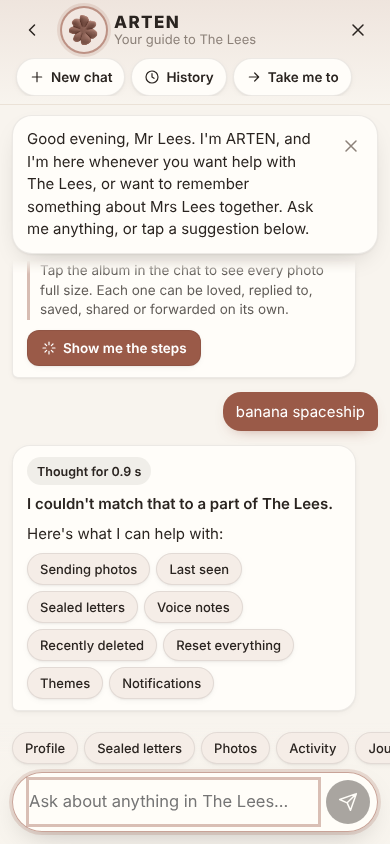 ARTEN
Your guide to The Lees
New chat
History
Take me to
Good evening, Mr Lees. I'm ARTEN, and
I'm here whenever you want help with
The Lees, or want to remember
something about Mrs Lees together. Ask
me anything, or tap a suggestion below.
Tap the album in the chat to see every photo
full size. Each one can be loved, replied to,
saved, shared or forwarded on its own.
Show me the steps
banana spaceship
Thought for 0.9 s
I couldn't match that to a part of The Lees.
Here's what I can help with:
Sending photos
Last seen
Sealed letters
Voice notes
Recently deleted
Reset everything
Themes
Notifications
Profile
Sealed letters
Photos
Activity
Jou
Ask about anything in The Lees...